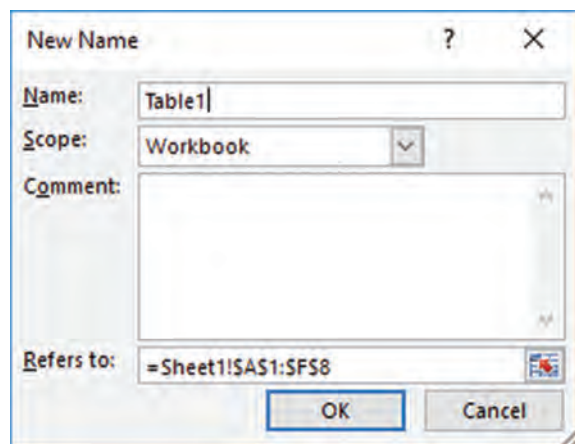 New Name ? X
Name: Table1
Scope: Workbook
Comment:
Refers to: =Sheet1!$A$1:$F$8
OK Cancel